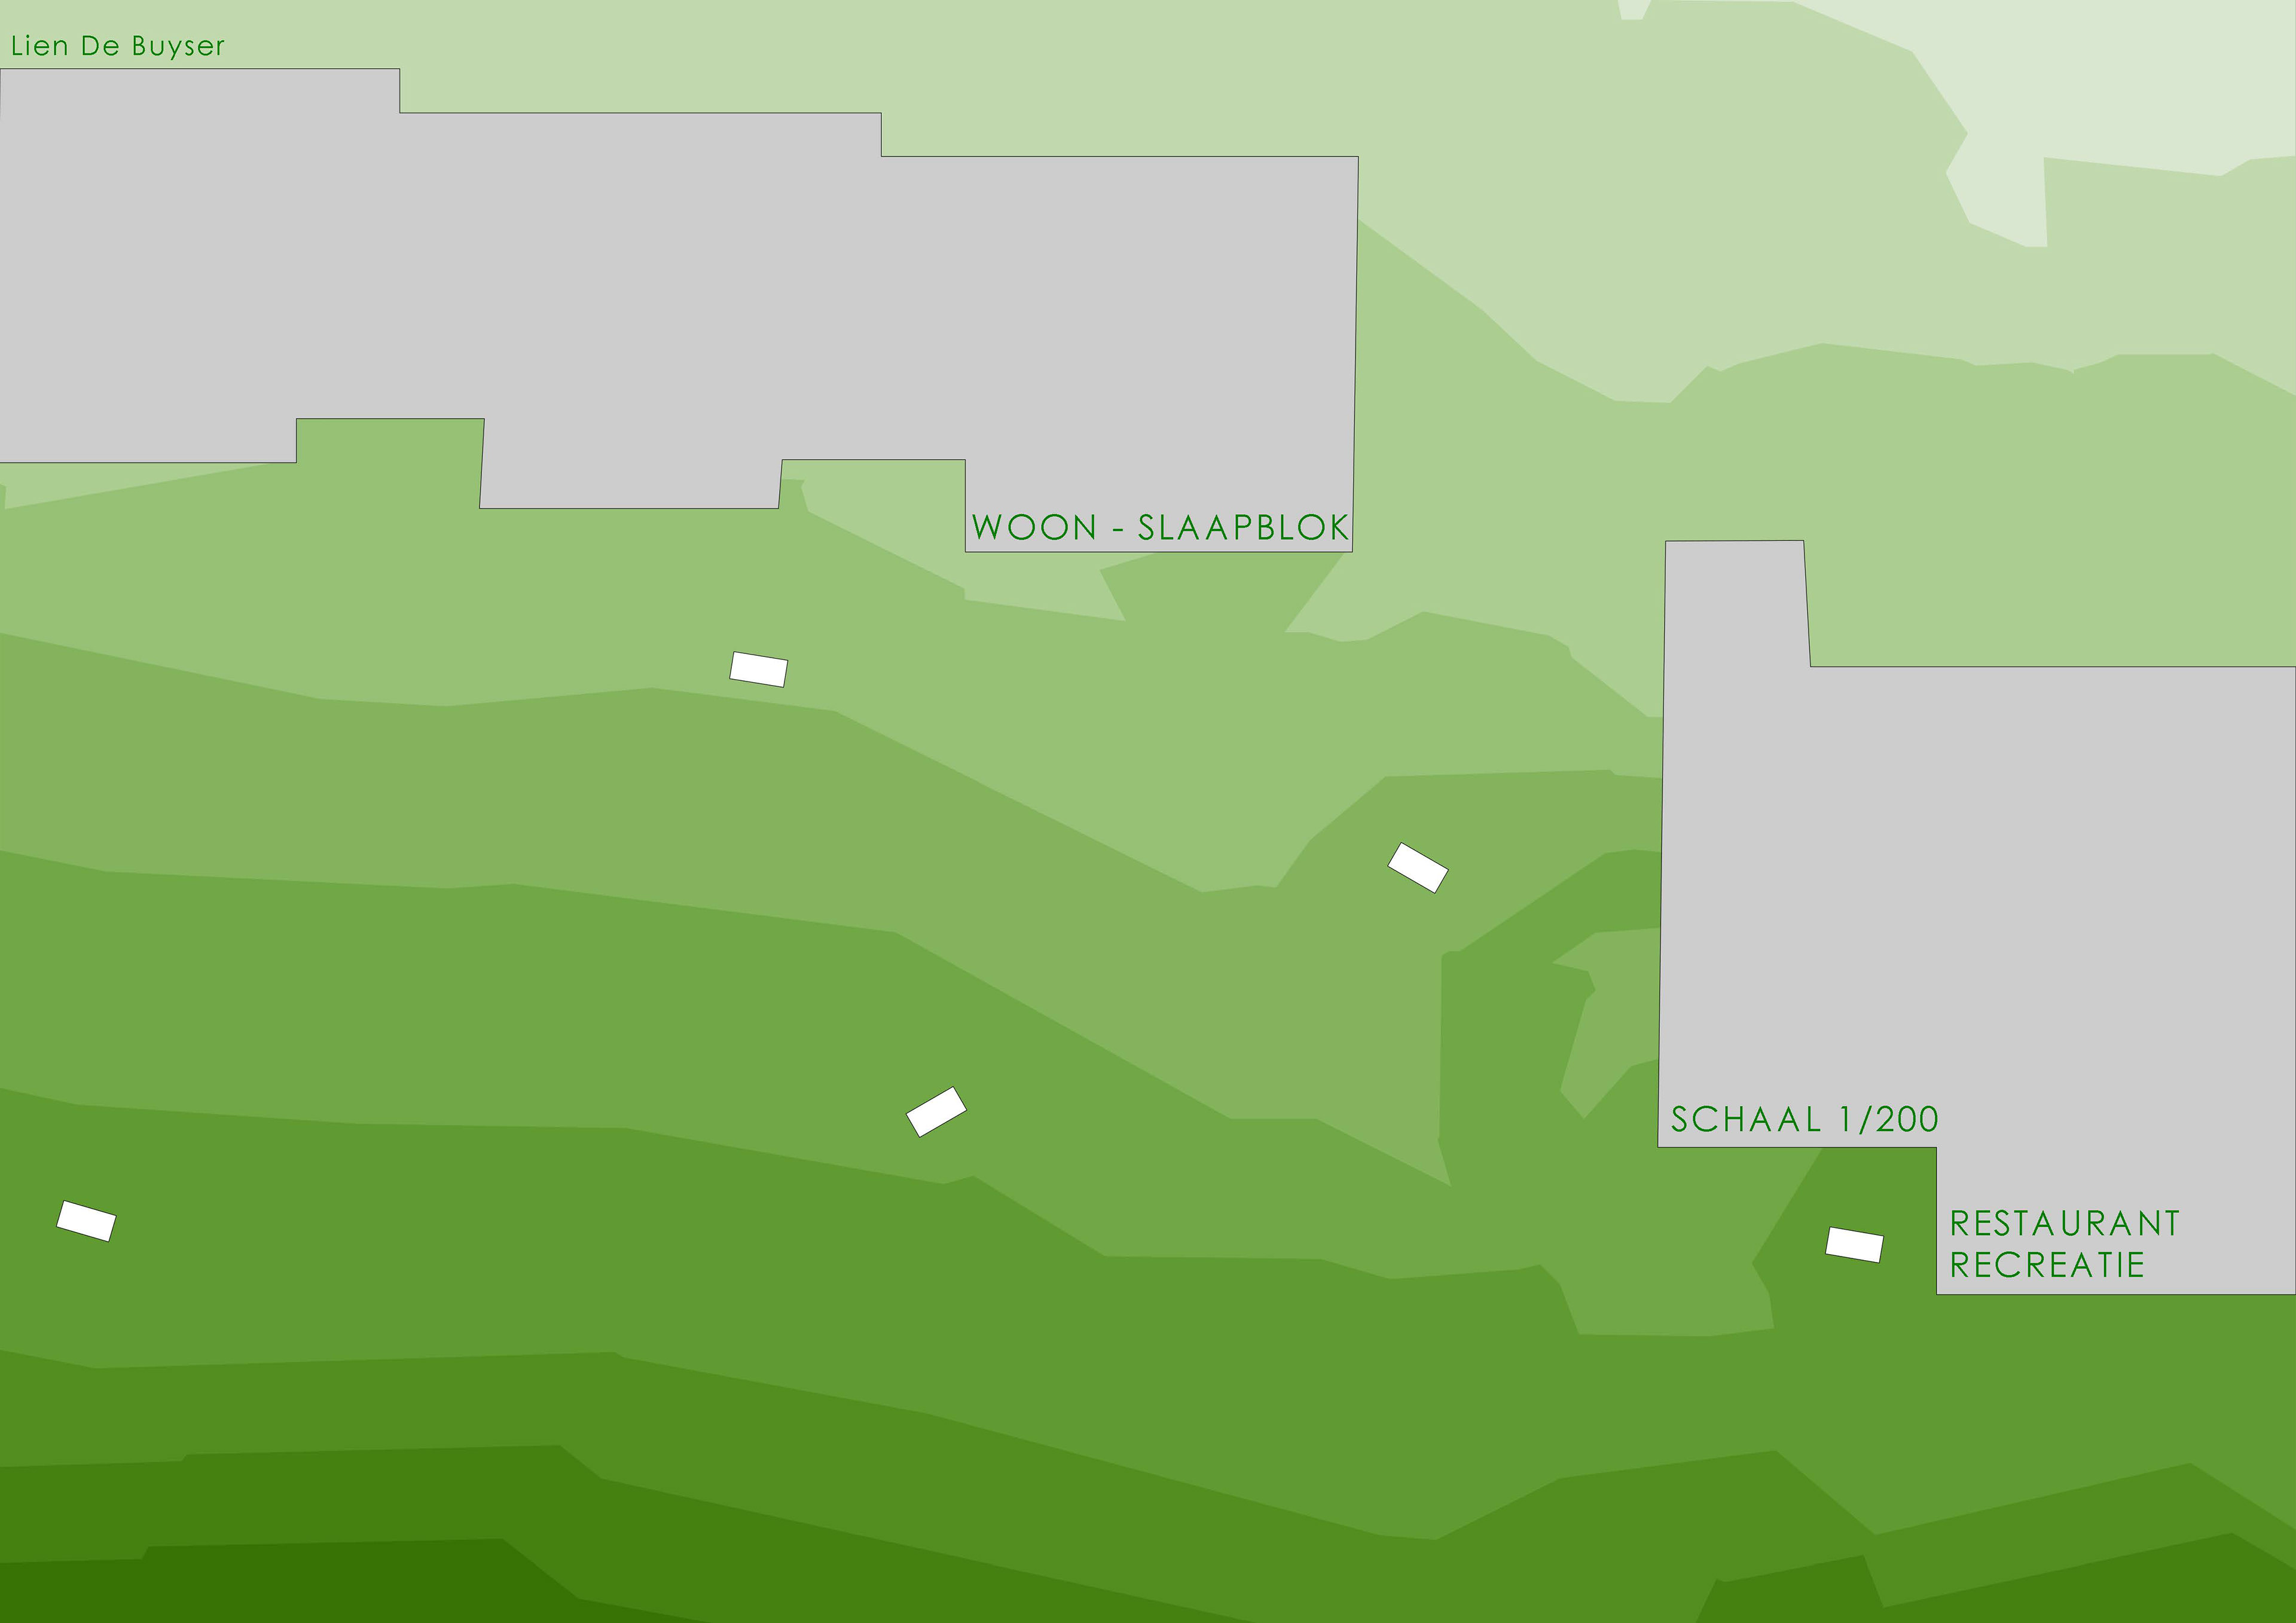 Lien De Buyser
WOON - SLAAPBLOK
SCHAAL 1/200
RESTAURANT
RECREATIE